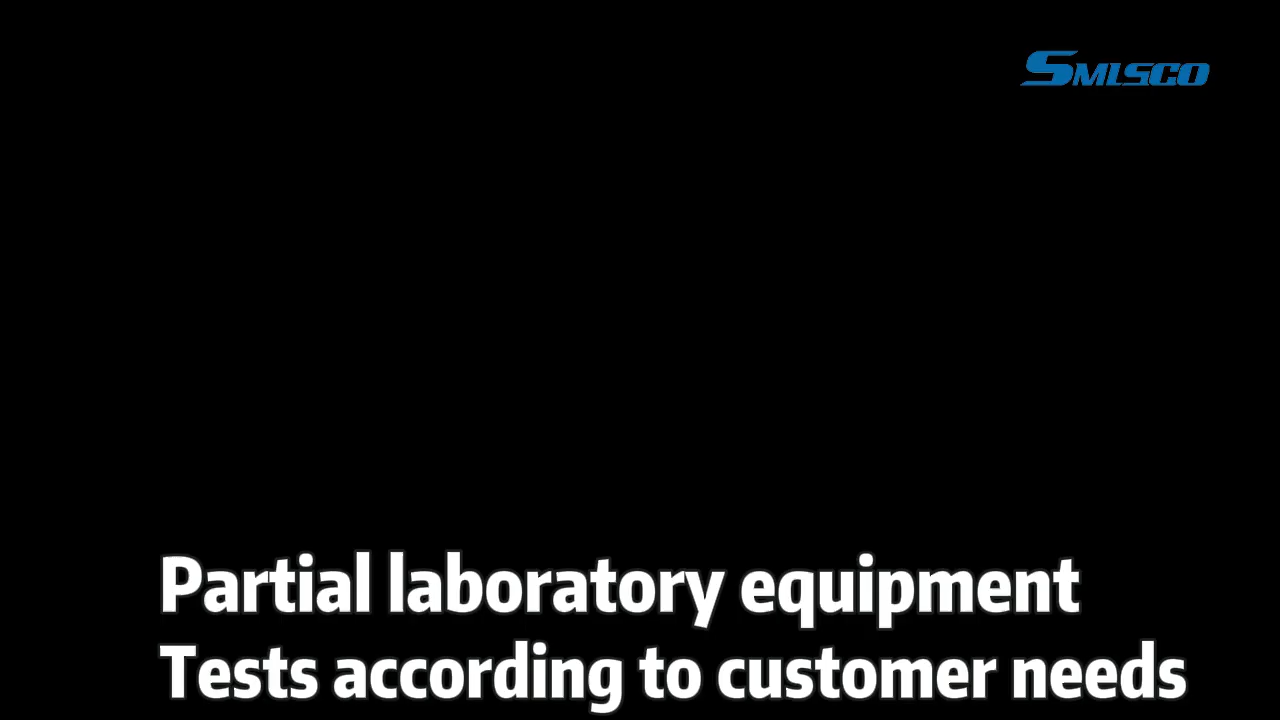 SMLSCO
Partial laboratory equipment
Tests according to customer needs